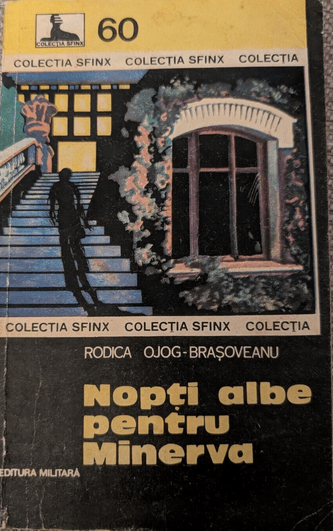 COLECȚIA SFINX
60
COLECȚIA SFINX COLECȚIA SFINX COLECȚIA
COLECȚIA SFINX COLECȚIA SFINX COLECȚIA
RODICA OJOG-BRAȘOVEANU
Nopți albe
pentru
Minerva
EDITURA MILITARĂ